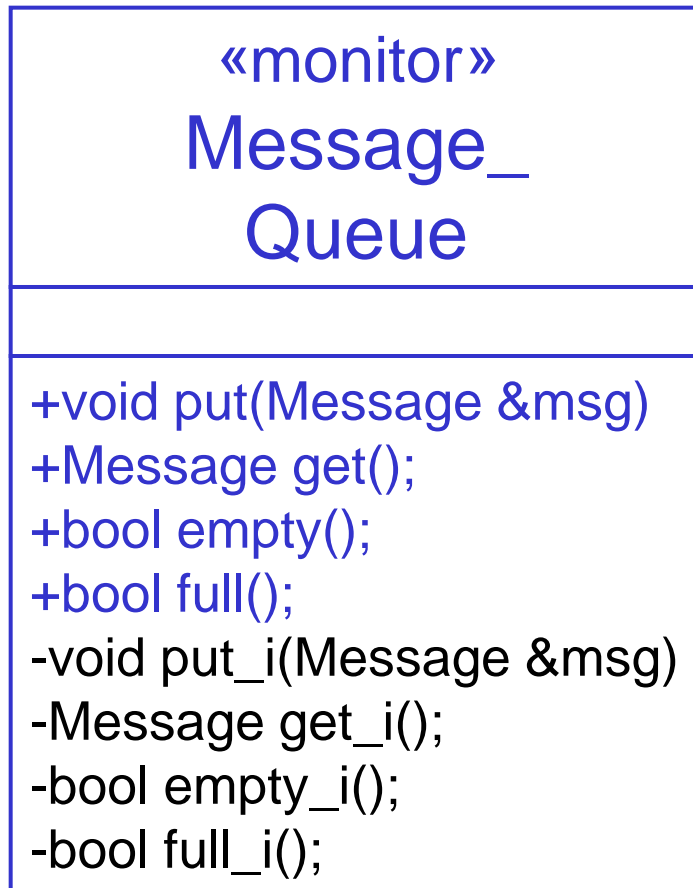 «monitor»
Message_
Queue
+void put(Message &msg)
+Message get();
+bool empty();
+bool full();
-void put_i(Message &msg)
-Message get_i();
-bool empty_i();
-bool full_i();